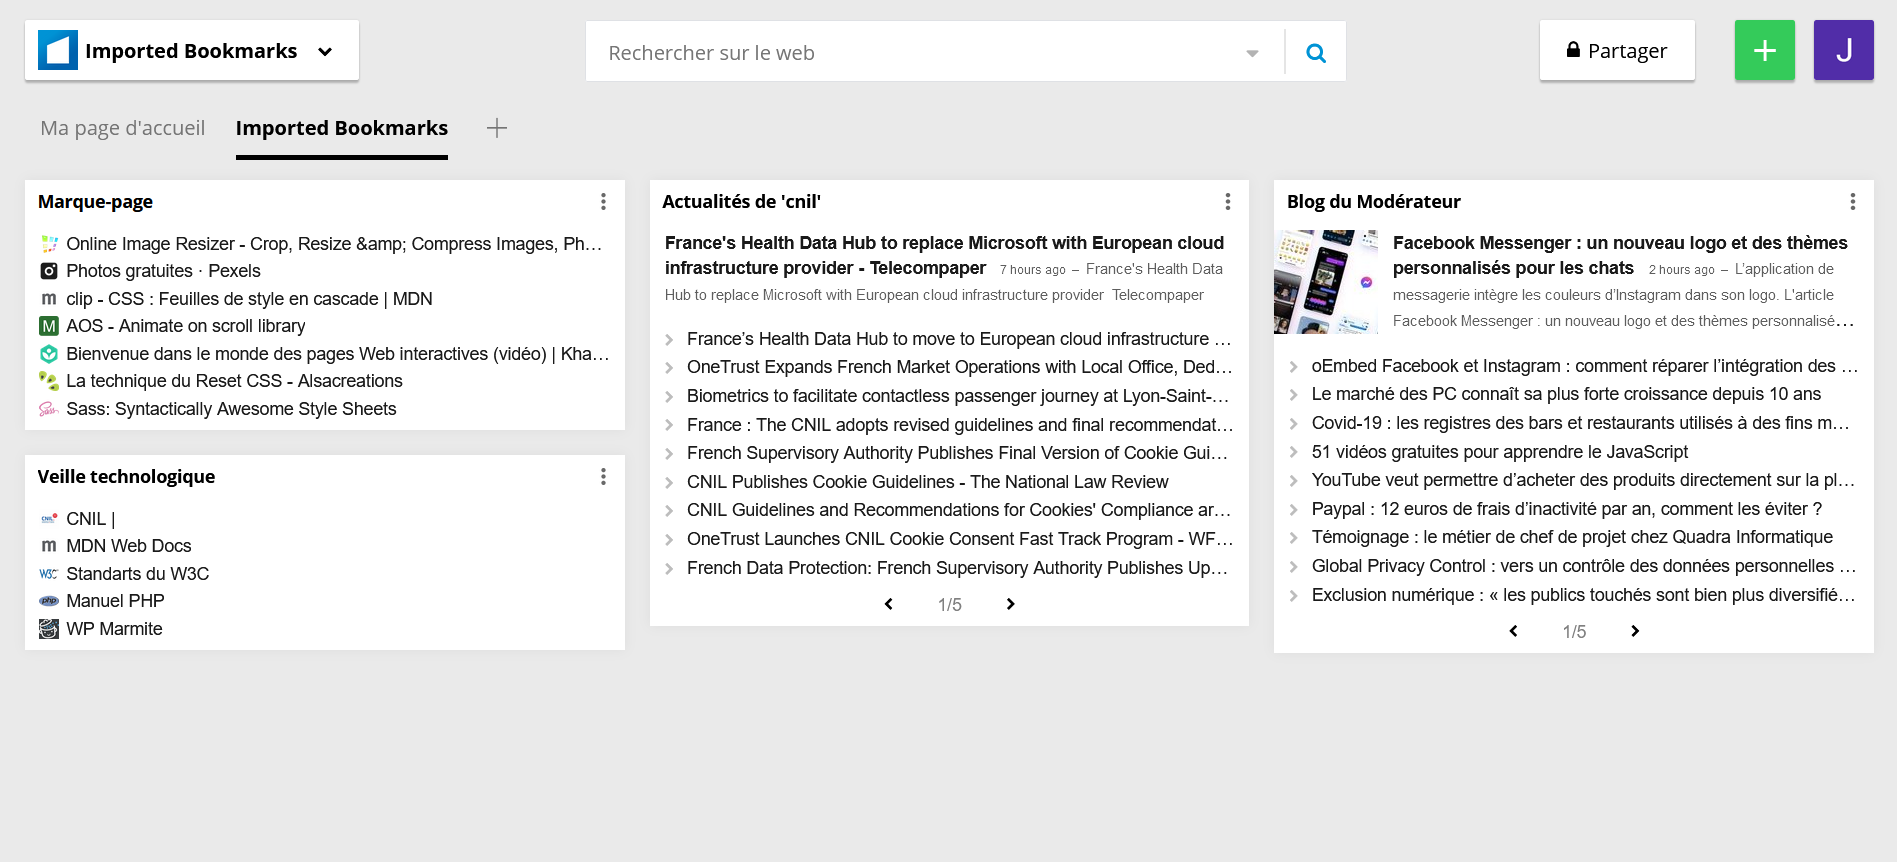 Imported Bookmarks
Rechercher sur le web
Partager
J
Ma page d'accueil
Imported Bookmarks
Marque-page
Online Image Resizer - Crop, Resize &amp; Compress Images, Ph…
Photos gratuites · Pexels
m clip - CSS : Feuilles de style en cascade | MDN
M AOS - Animate on scroll library
Bienvenue dans le monde des pages Web interactives (vidéo) | Kha…
La technique du Reset CSS - Alsacreations
Sass Sass: Syntactically Awesome Style Sheets
Veille technologique
CNIL CNIL |
m MDN Web Docs
W3C Standarts du W3C
php Manuel PHP
WP Marmite
Actualités de 'cnil'
France's Health Data Hub to replace Microsoft with European cloud
infrastructure provider - Telecompaper 7 hours ago – France's Health Data
Hub to replace Microsoft with European cloud infrastructure provider Telecompaper
France’s Health Data Hub to move to European cloud infrastructure …
OneTrust Expands French Market Operations with Local Office, Ded…
Biometrics to facilitate contactless passenger journey at Lyon-Saint-…
France : The CNIL adopts revised guidelines and final recommendat…
French Supervisory Authority Publishes Final Version of Cookie Gui…
CNIL Publishes Cookie Guidelines - The National Law Review
CNIL Guidelines and Recommendations for Cookies' Compliance ar…
OneTrust Launches CNIL Cookie Consent Fast Track Program - WF…
French Data Protection: French Supervisory Authority Publishes Up…
1/5
Blog du Modérateur
Facebook Messenger : un nouveau logo et des thèmes
personnalisés pour les chats 2 hours ago – L’application de
messagerie intègre les couleurs d’Instagram dans son logo. L'article
Facebook Messenger : un nouveau logo et des thèmes personnalisé…
oEmbed Facebook et Instagram : comment réparer l’intégration des …
Le marché des PC connaît sa plus forte croissance depuis 10 ans
Covid-19 : les registres des bars et restaurants utilisés à des fins m…
51 vidéos gratuites pour apprendre le JavaScript
YouTube veut permettre d’acheter des produits directement sur la pl…
Paypal : 12 euros de frais d’inactivité par an, comment les éviter ?
Témoignage : le métier de chef de projet chez Quadra Informatique
Global Privacy Control : vers un contrôle des données personnelles …
Exclusion numérique : « les publics touchés sont bien plus diversifié…
1/5